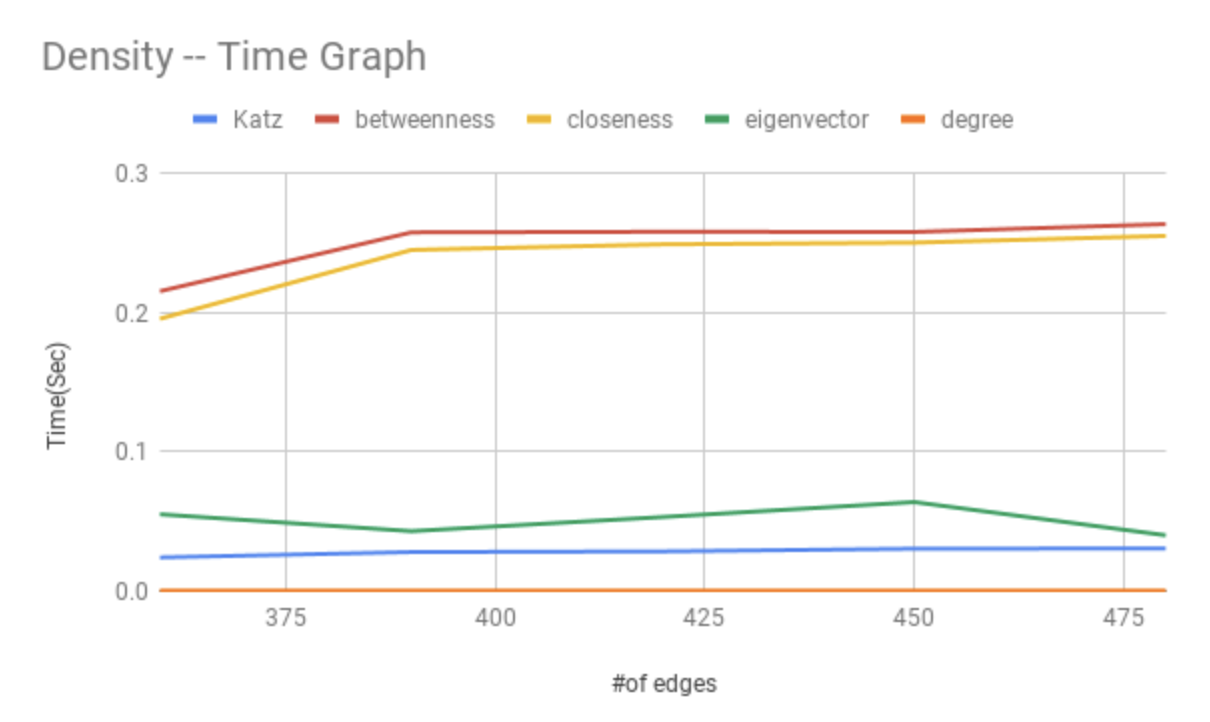 Density -- Time Graph
Katz betweenness closeness eigenvector degree
0.3
0.2
0.1
0.0
Time(Sec)
375 400 425 450 475
#of edges